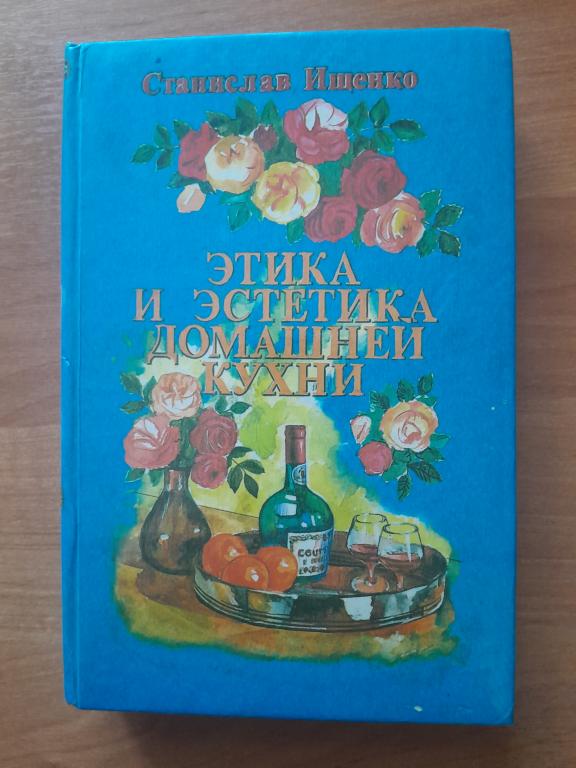 Станислав Ищенко
ЭТИКА
И ЭСТЕТИКА
ДОМАШНЕЙ
КУХНИ